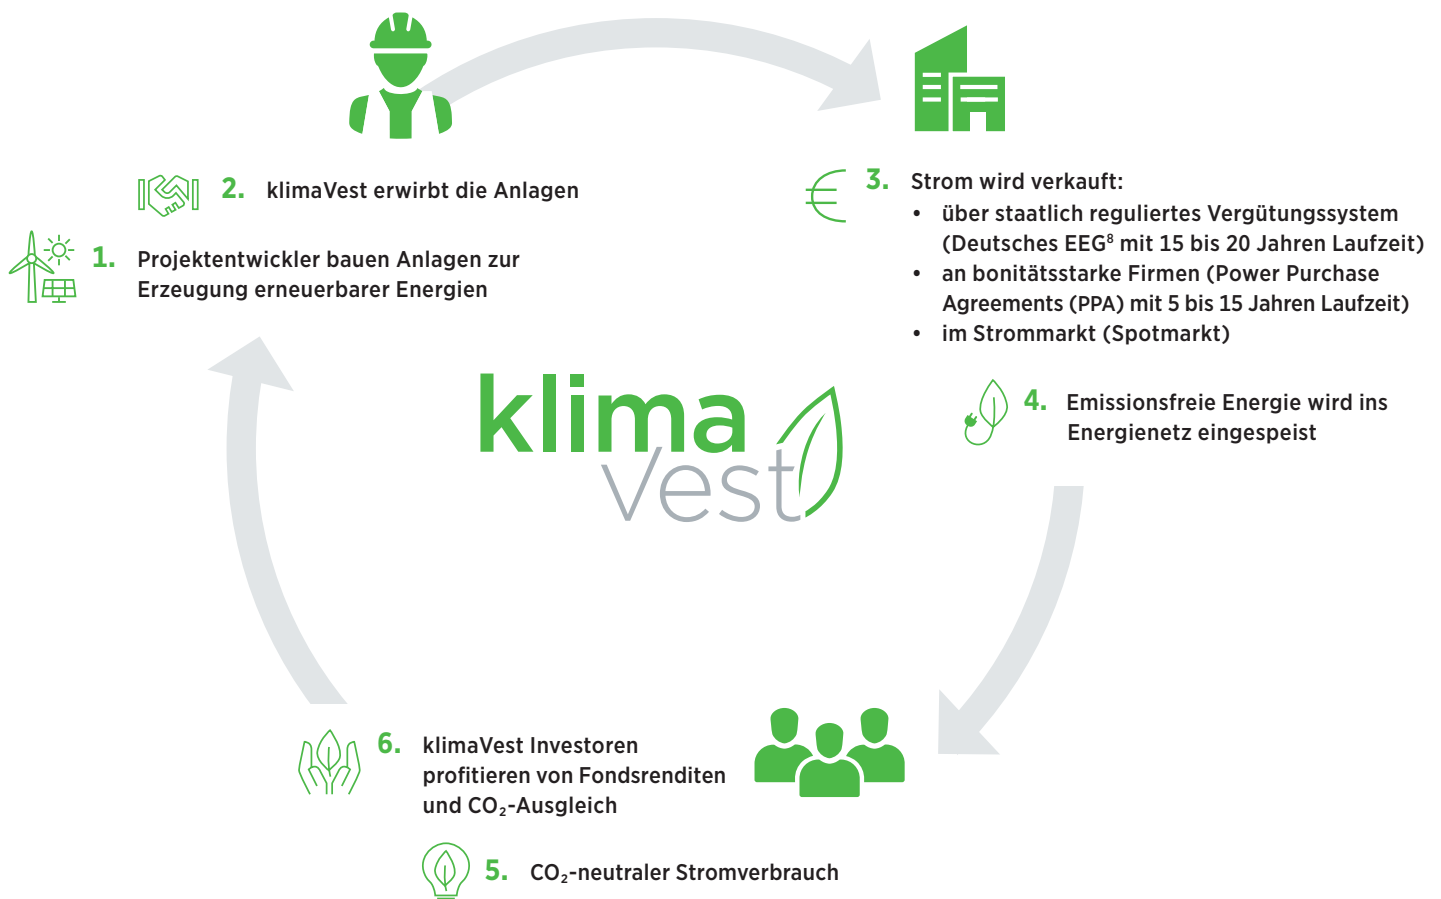 1. Projektentwickler bauen Anlagen zur
Erzeugung erneuerbarer Energien
2. klimaVest erwirbt die Anlagen
3. Strom wird verkauft:
• über staatlich reguliertes Vergütungssystem
(Deutsches EEG⁸ mit 15 bis 20 Jahren Laufzeit)
• an bonitätsstarke Firmen (Power Purchase
Agreements (PPA) mit 5 bis 15 Jahren Laufzeit)
• im Strommarkt (Spotmarkt)
4. Emissionsfreie Energie wird ins
Energienetz eingespeist
klima
Vest
5. CO₂-neutraler Stromverbrauch
6. klimaVest Investoren
profitieren von Fondsrenditen
und CO₂-Ausgleich